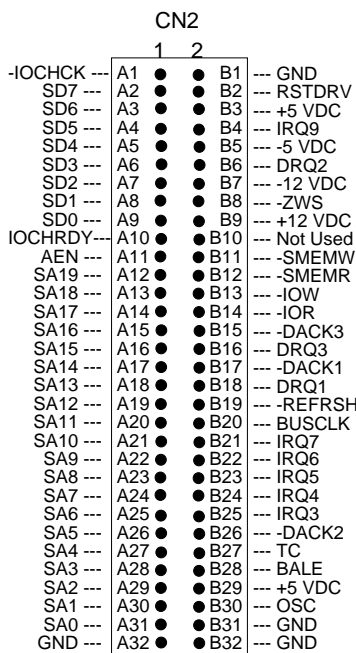 CN2
1 2
-IOCHCK --- A1 B1 --- GND
SD7 --- A2 B2 --- RSTDRV
SD6 --- A3 B3 --- +5 VDC
SD5 --- A4 B4 --- IRQ9
SD4 --- A5 B5 --- -5 VDC
SD3 --- A6 B6 --- DRQ2
SD2 --- A7 B7 --- -12 VDC
SD1 --- A8 B8 --- -ZWS
SD0 --- A9 B9 --- +12 VDC
IOCHRDY--- A10 B10 --- Not Used
AEN --- A11 B11 --- -SMEMW
SA19 --- A12 B12 --- -SMEMR
SA18 --- A13 B13 --- -IOW
SA17 --- A14 B14 --- -IOR
SA16 --- A15 B15 --- -DACK3
SA15 --- A16 B16 --- DRQ3
SA14 --- A17 B17 --- -DACK1
SA13 --- A18 B18 --- DRQ1
SA12 --- A19 B19 --- -REFRSH
SA11 --- A20 B20 --- BUSCLK
SA10 --- A21 B21 --- IRQ7
SA9 --- A22 B22 --- IRQ6
SA8 --- A23 B23 --- IRQ5
SA7 --- A24 B24 --- IRQ4
SA6 --- A25 B25 --- IRQ3
SA5 --- A26 B26 --- -DACK2
SA4 --- A27 B27 --- TC
SA3 --- A28 B28 --- BALE
SA2 --- A29 B29 --- +5 VDC
SA1 --- A30 B30 --- OSC
SA0 --- A31 B31 --- GND
GND --- A32 B32 --- GND